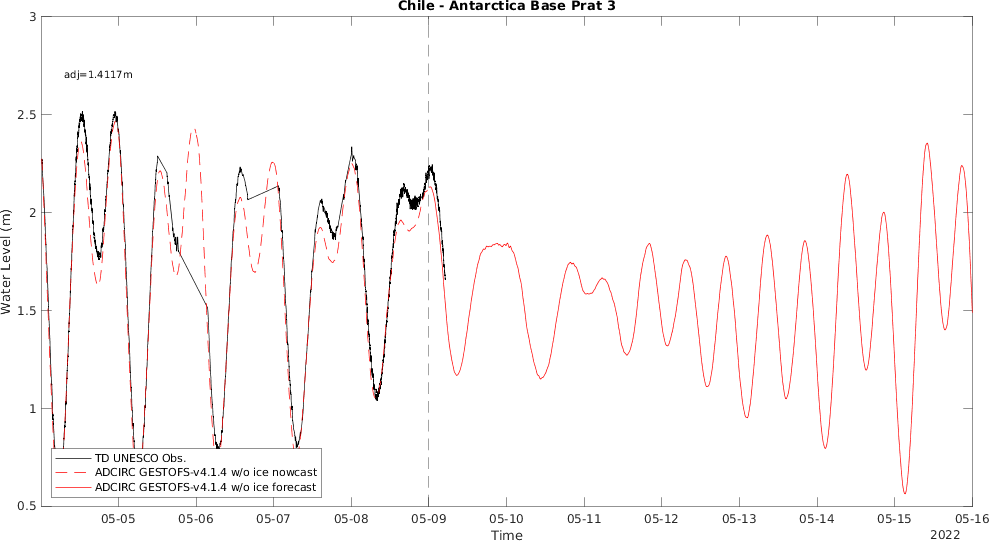 Chile - Antarctica Base Prat 3
adj=1.4117m
Water Level (m)
3
2.5
2
1.5
1
0.5
TD UNESCO Obs.
ADCIRC GESTOFS-v4.1.4 w/o ice nowcast
ADCIRC GESTOFS-v4.1.4 w/o ice forecast
05-05 05-06 05-07 05-08 05-09 05-10 05-11 05-12 05-13 05-14 05-15 05-16
Time
2022